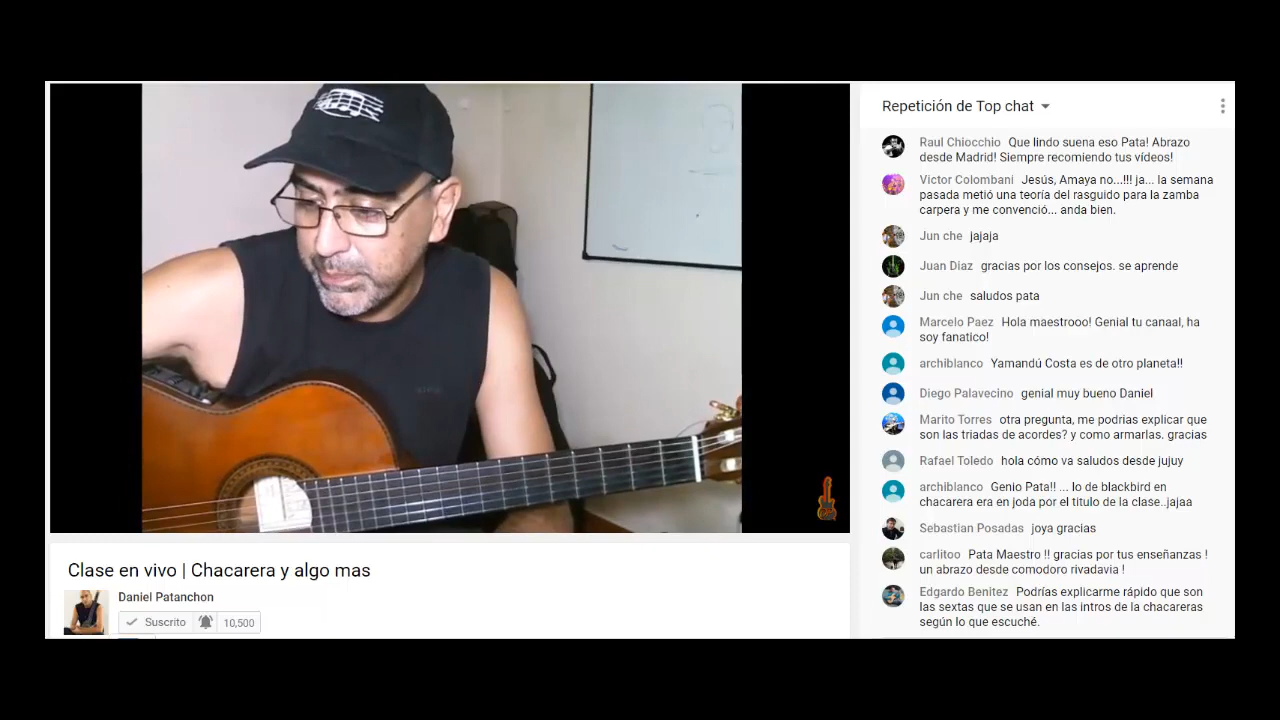 Repetición de Top chat
Raul Chiocchio Que lindo suena eso Pata! Abrazo
desde Madrid! Siempre recomiendo tus vídeos!
Victor Colombani Jesús, Amaya no...!!! ja... la semana
pasada metió una teoría del rasguido para la zamba
carpera y me convenció... anda bien.
Jun che jajaja
Juan Diaz gracias por los consejos. se aprende
Jun che saludos pata
Marcelo Paez Hola maestrooo! Genial tu canaal, ha
soy fanatico!
archiblanco Yamandú Costa es de otro planeta!!
Diego Palavecino genial muy bueno Daniel
Marito Torres otra pregunta, me podrias explicar que
son las triadas de acordes? y como armarlas. gracias
Rafael Toledo hola cómo va saludos desde jujuy
archiblanco Genio Pata!! ... lo de blackbird en
chacarera era en joda por el titulo de la clase..jajaa
Sebastian Posadas joya gracias
carlitoo Pata Maestro !! gracias por tus enseñanzas !
un abrazo desde comodoro rivadavia !
Edgardo Benitez Podrías explicarme rápido que son
las sextas que se usan en las intros de la chacareras
según lo que escuché.
Clase en vivo | Chacarera y algo mas
Daniel Patanchon
Suscrito 10,500